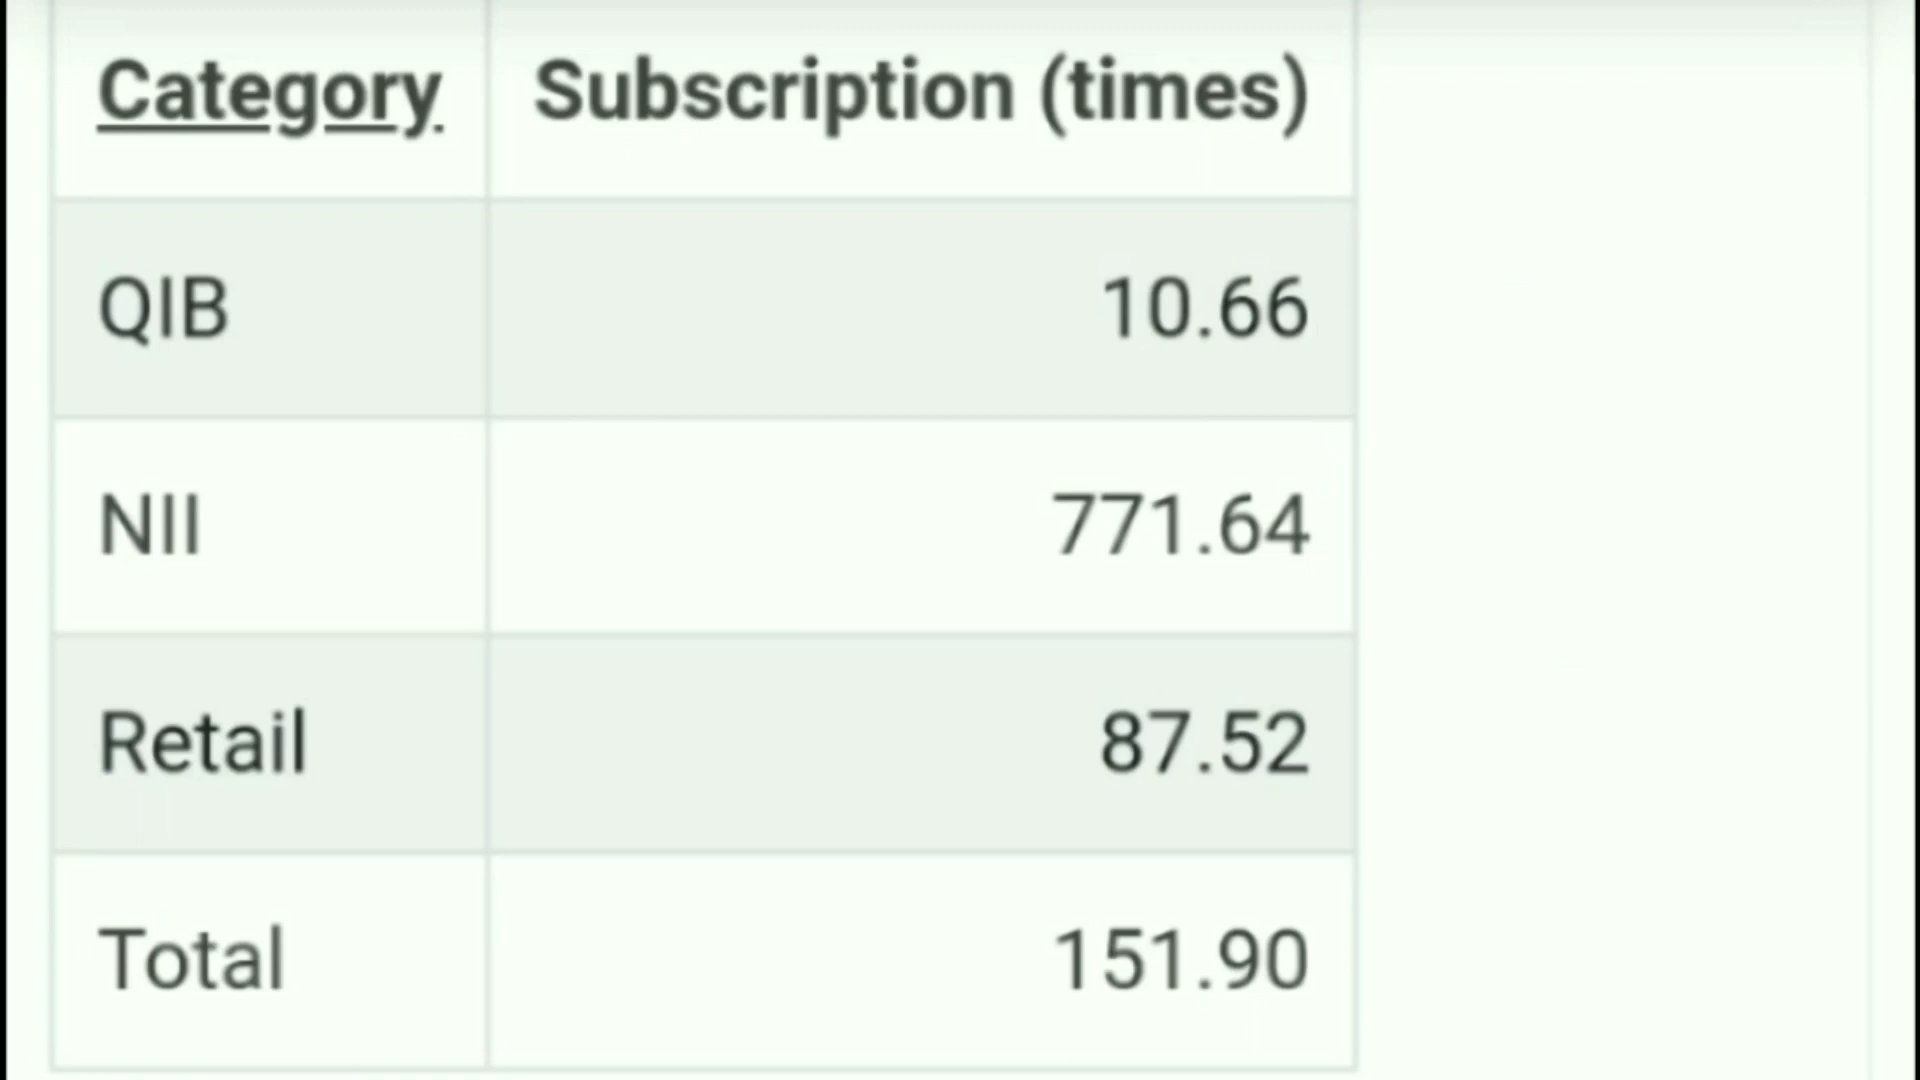 Category Subscription (times)
QIB 10.66
NII 771.64
Retail 87.52
Total 151.90